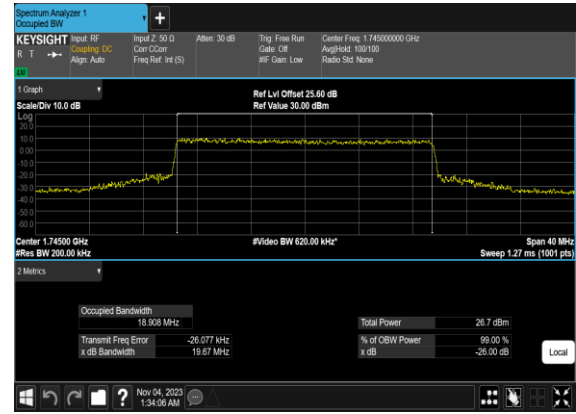 Spectrum Analyzer 1
Occupied BW
+
KEYSIGHT Input: RF Input Z: 50 Ω Atten: 30 dB Trig: Free Run Center Freq: 1.745000000 GHz
R T Coupling: DC Corr CCorr Gate: Off Avg|Hold: 100/100
Align: Auto Freq Ref: Int (S) #IF Gain: Low Radio Std: None
1 Graph
Scale/Div 10.0 dB
Ref Lvl Offset 25.60 dB
Ref Value 30.00 dBm
Log
20.0
10.0
0.00
-10.0
-20.0
-30.0
-40.0
-50.0
-60.0
Center 1.74500 GHz #Video BW 620.00 kHz* Span 40 MHz
#Res BW 200.00 kHz Sweep 1.27 ms (1001 pts)
2 Metrics
Occupied Bandwidth
18.908 MHz
Total Power 26.7 dBm
Transmit Freq Error -26.077 kHz % of OBW Power 99.00 %
x dB Bandwidth 19.67 MHz x dB -26.00 dB
Local
?
Nov 04, 2023
1:34:06 AM